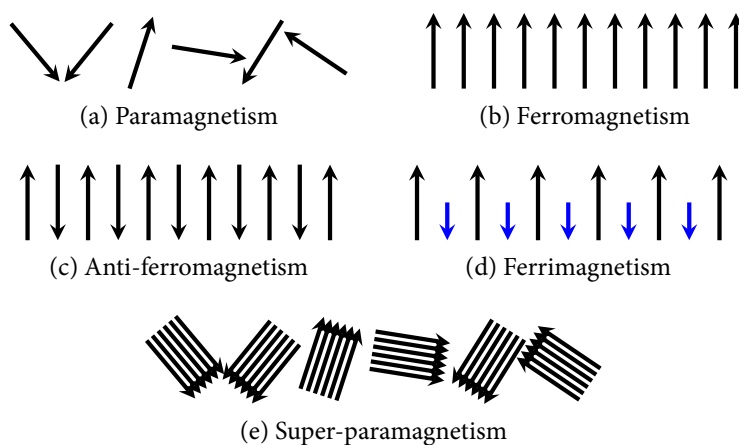 (a) Paramagnetism
(b) Ferromagnetism
(c) Anti-ferromagnetism
(d) Ferrimagnetism
(e) Super-paramagnetism